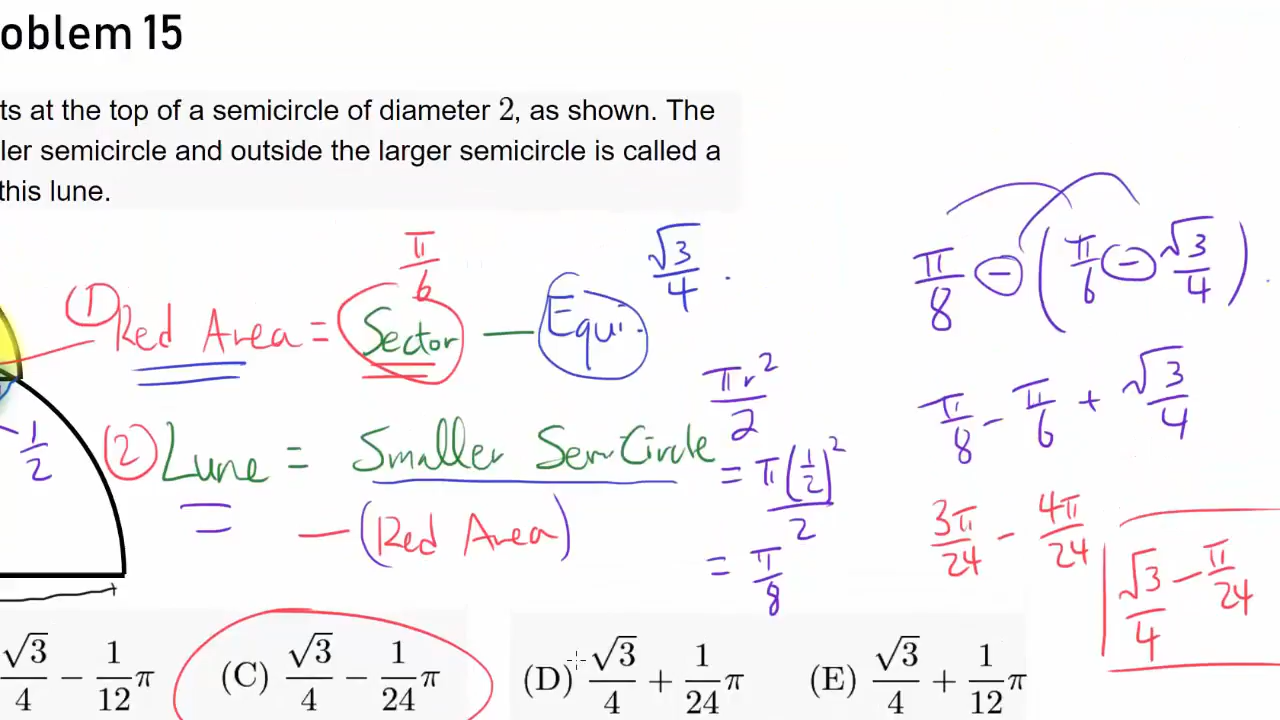 oblem 15
ts at the top of a semicircle of diameter 2, as shown. The
ler semicircle and outside the larger semicircle is called a
this lune.
π/6
√3/4 .
① Red Area = Sector — Equi.
② Lune = Smaller SemiCircle
— (Red Area)
1/2
πr²/2
= π(1/2)²/2
= π/8
π/8 − (π/6 − √3/4) .
π/8 − π/6 + √3/4
3π/24 − 4π/24
√3/4 − π/24
√3/4 − 1/12 π (C) √3/4 − 1/24 π (D) √3/4 + 1/24 π (E) √3/4 + 1/12 π